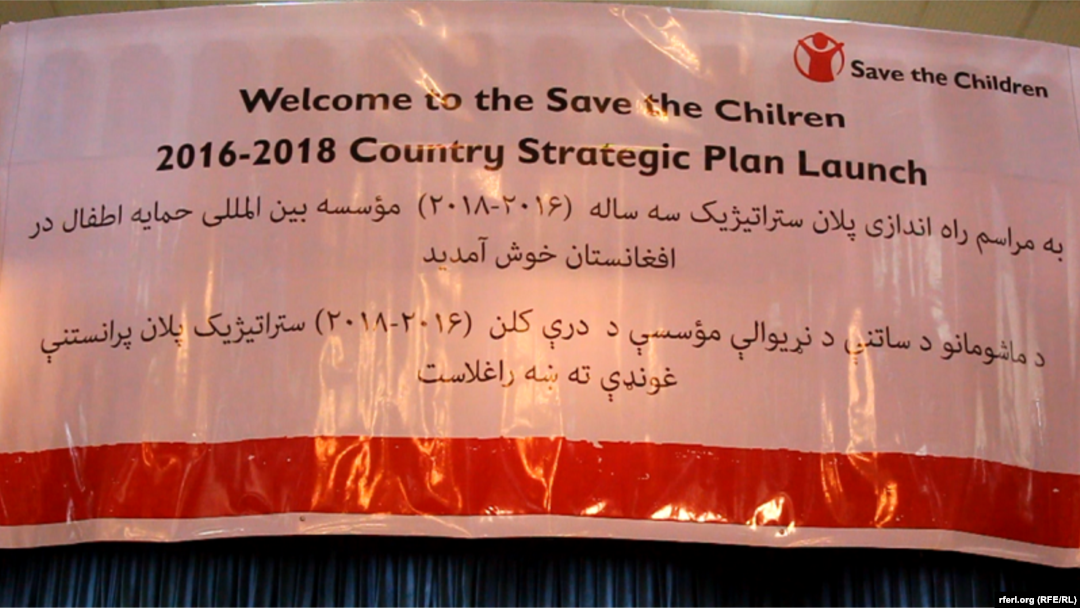 Save the Children
Welcome to the Save the Chilren
2016-2018 Country Strategic Plan Launch
به مراسم راه اندازی پلان ستراتیژیک سه ساله (۲۰۱۶-۲۰۱۸) مؤسسه بین المللی حمایه اطفال در
افغانستان خوش آمدید
د ماشومانو د ساتنې د نړیوالې مؤسسې د درې کلن (۲۰۱۶-۲۰۱۸) ستراتیژیک پلان پرانستنې
غونډې ته ښه راغلاست
rferl.org (RFE/RL)